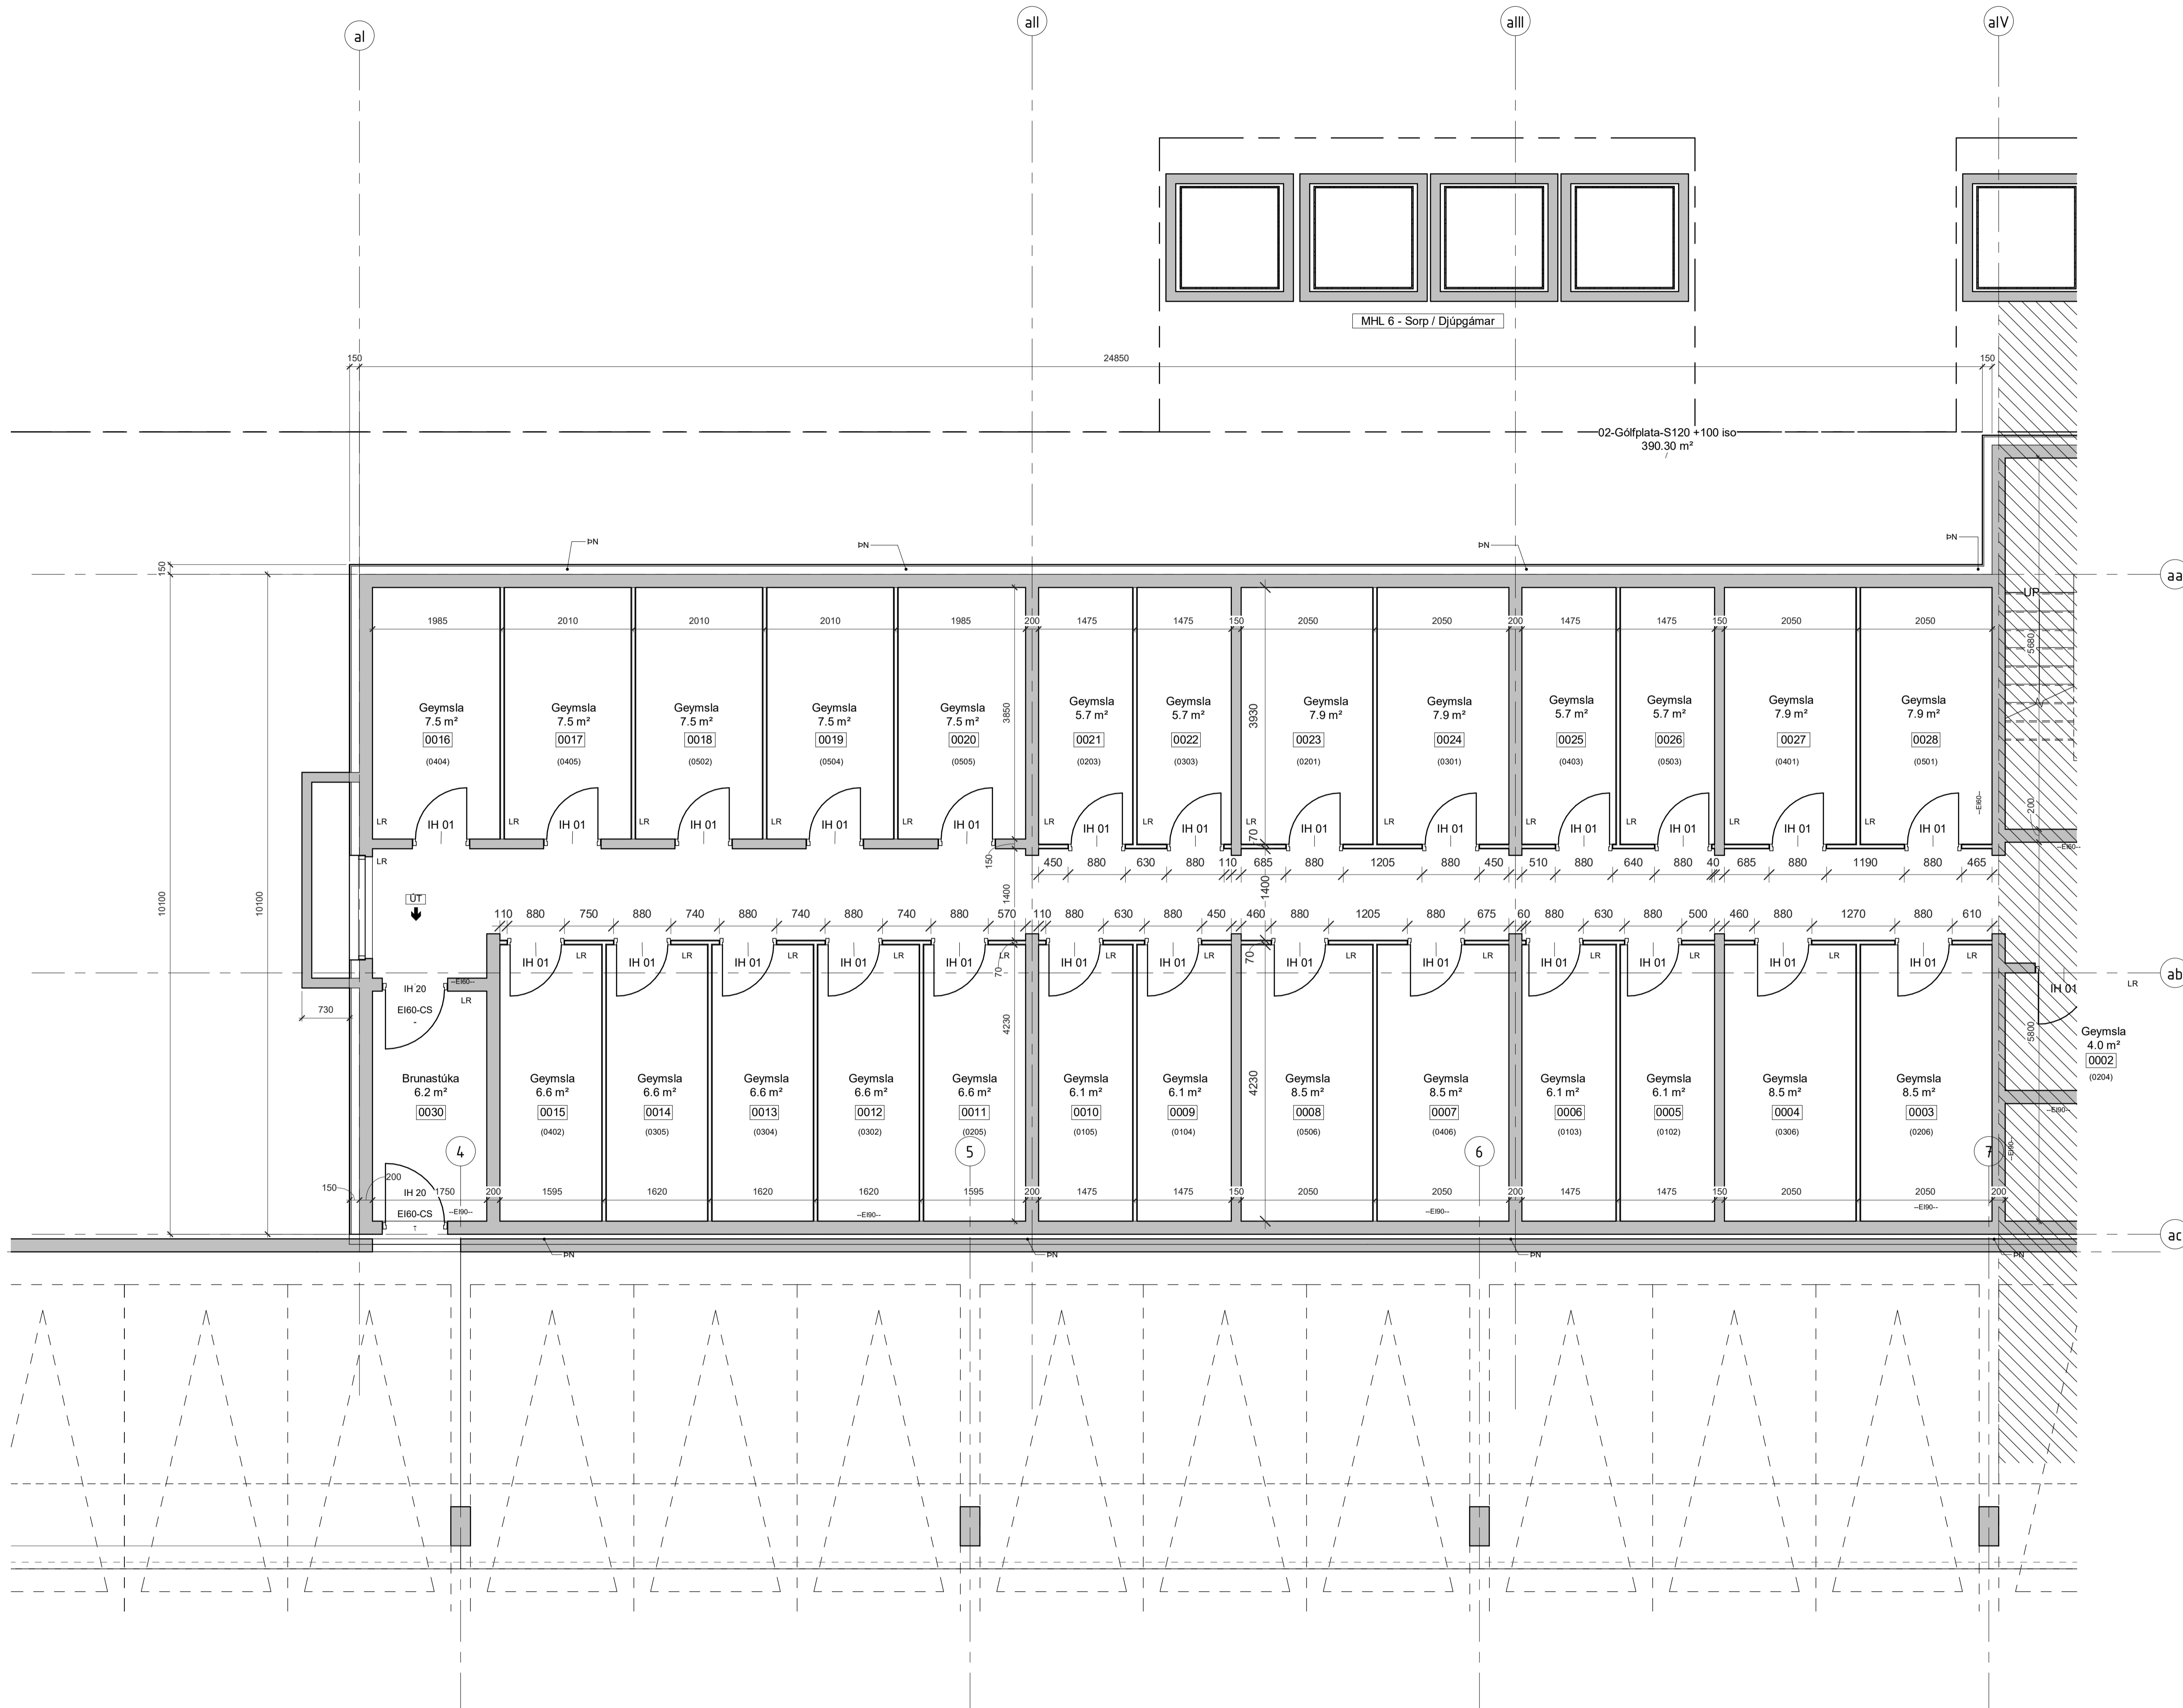 aI
aII
aIII
aIV
MHL 6 - Sorp / Djúpgámar
150
24850
150
02-Gólfplata-S120 +100 iso
390.30 m²
/
ÞN
ÞN
ÞN
ÞN
150
aa
UP
1985
2010
2010
2010
1985
200
1475
1475
150
2050
2050
200
1475
1475
150
2050
2050
5680
Geymsla
7.5 m²
0016
(0404)
Geymsla
7.5 m²
0017
(0405)
Geymsla
7.5 m²
0018
(0502)
Geymsla
7.5 m²
0019
(0504)
Geymsla
7.5 m²
0020
(0505)
3850
Geymsla
5.7 m²
0021
(0203)
Geymsla
5.7 m²
0022
(0303)
3930
Geymsla
7.9 m²
0023
(0201)
Geymsla
7.9 m²
0024
(0301)
Geymsla
5.7 m²
0025
(0403)
Geymsla
5.7 m²
0026
(0503)
Geymsla
7.9 m²
0027
(0401)
Geymsla
7.9 m²
0028
(0501)
--EI60--
200
LR
IH 01
LR
IH 01
LR
IH 01
LR
IH 01
LR
IH 01
LR
IH 01
LR
IH 01
LR
70
IH 01
IH 01
LR
IH 01
LR
IH 01
LR
IH 01
IH 01
--EI60--
LR
150
450
880
630
880
110
685
880
1205
880
450
510
880
640
880
40
685
880
1190
880
465
10100
10100
ÚT
1400
1400
110
880
750
880
740
880
740
880
740
880
570
110
880
630
880
450
460
880
1205
880
675
60
880
630
880
500
460
880
1270
880
610
IH 01
LR
IH 01
LR
IH 01
LR
IH 01
LR
IH 01
LR
70
IH 01
LR
IH 01
LR
70
IH 01
LR
IH 01
LR
IH 01
LR
IH 01
LR
IH 01
LR
IH 01
LR
ab
IH 20
--EI60--
LR
EI60-CS
-
730
4230
4230
IH 01
LR
5800
Geymsla
4.0 m²
0002
(0204)
Brunastúka
6.2 m²
0030
Geymsla
6.6 m²
0015
(0402)
Geymsla
6.6 m²
0014
(0305)
Geymsla
6.6 m²
0013
(0304)
Geymsla
6.6 m²
0012
(0302)
Geymsla
6.6 m²
0011
(0205)
Geymsla
6.1 m²
0010
(0105)
Geymsla
6.1 m²
0009
(0104)
Geymsla
8.5 m²
0008
(0506)
Geymsla
8.5 m²
0007
(0406)
Geymsla
6.1 m²
0006
(0103)
Geymsla
6.1 m²
0005
(0102)
Geymsla
8.5 m²
0004
(0306)
Geymsla
8.5 m²
0003
(0206)
--EI90--
--EI90--
4
5
6
7
150
200
1750
200
1595
1620
1620
1620
1595
200
1475
1475
150
2050
2050
200
1475
1475
150
2050
2050
200
IH 20
EI60-CS
--EI90--
--EI90--
--EI90--
--EI90--
ac
ÞN
ÞN
ÞN
ÞN